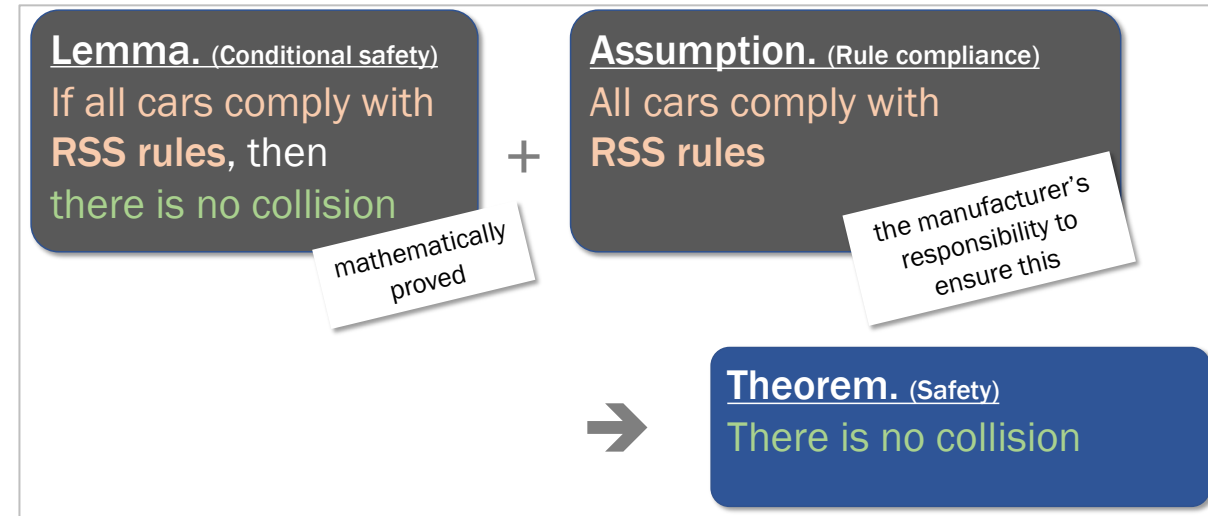 Lemma. (Conditional safety)
If all cars comply with
RSS rules, then
there is no collision
mathematically
proved
+
Assumption. (Rule compliance)
All cars comply with
RSS rules
the manufacturer's
responsibility to
ensure this
Theorem. (Safety)
There is no collision